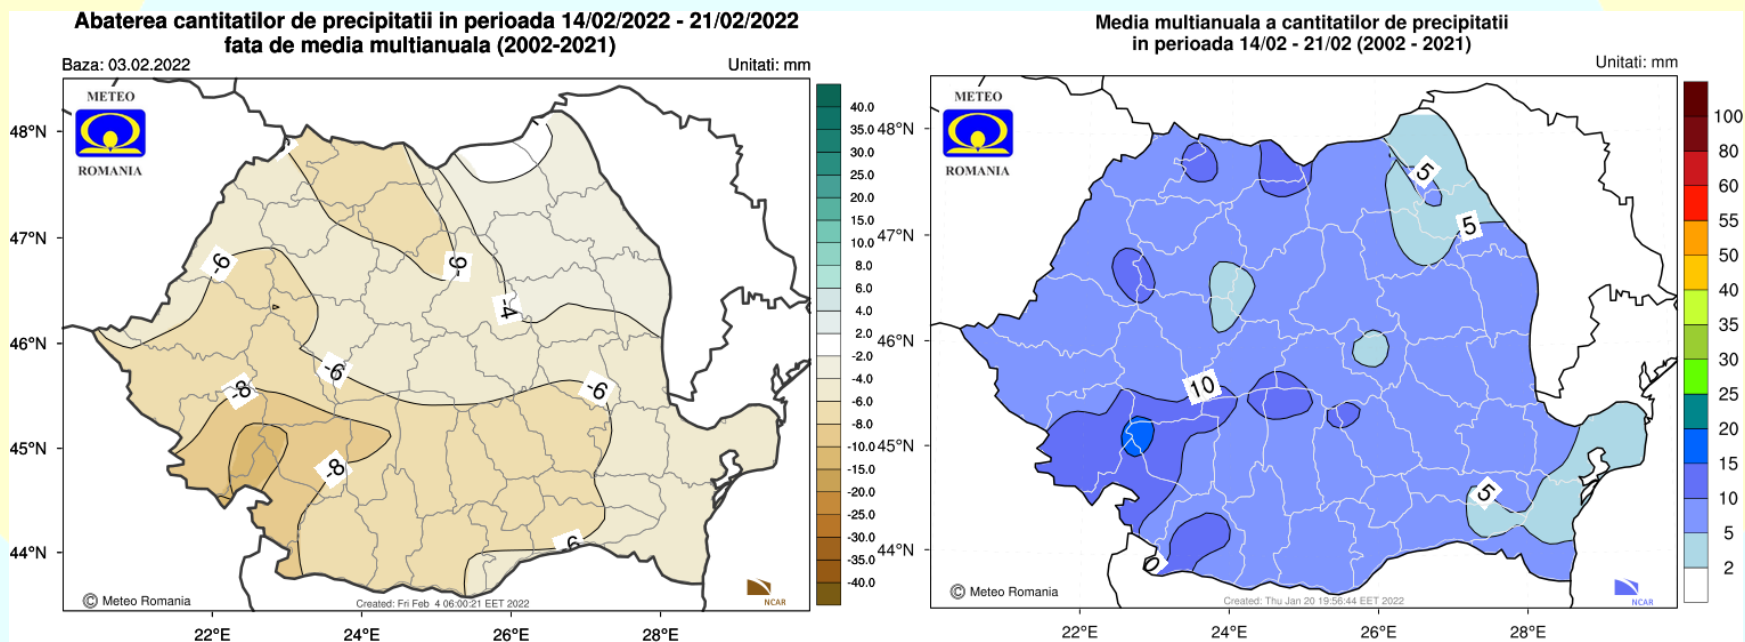 Abaterea cantitatilor de precipitatii in perioada 14/02/2022 - 21/02/2022
fata de media multianuala (2002-2021)
Baza: 03.02.2022
Unitati: mm
METEO
ROMANIA
48°N
47°N
46°N
45°N
44°N
-6
-6
-4
-6
-8
-6
-8
6
40.0
35.0
30.0
25.0
20.0
15.0
10.0
8.0
6.0
4.0
2.0
-2.0
-4.0
-6.0
-8.0
-10.0
-15.0
-20.0
-25.0
-30.0
-35.0
-40.0
© Meteo Romania
Created: Fri Feb 4 06:00:21 EET 2022
NCAR
22°E
24°E
26°E
28°E
Media multianuala a cantitatilor de precipitatii
in perioada 14/02 - 21/02 (2002 - 2021)
Unitati: mm
METEO
ROMANIA
48°N
47°N
46°N
45°N
44°N
5
5
10
5
0
100
80
60
55
50
40
35
30
25
20
15
10
5
2
© Meteo Romania
Created: Thu Jan 20 19:56:44 EET 2022
NCAR
22°E
24°E
26°E
28°E